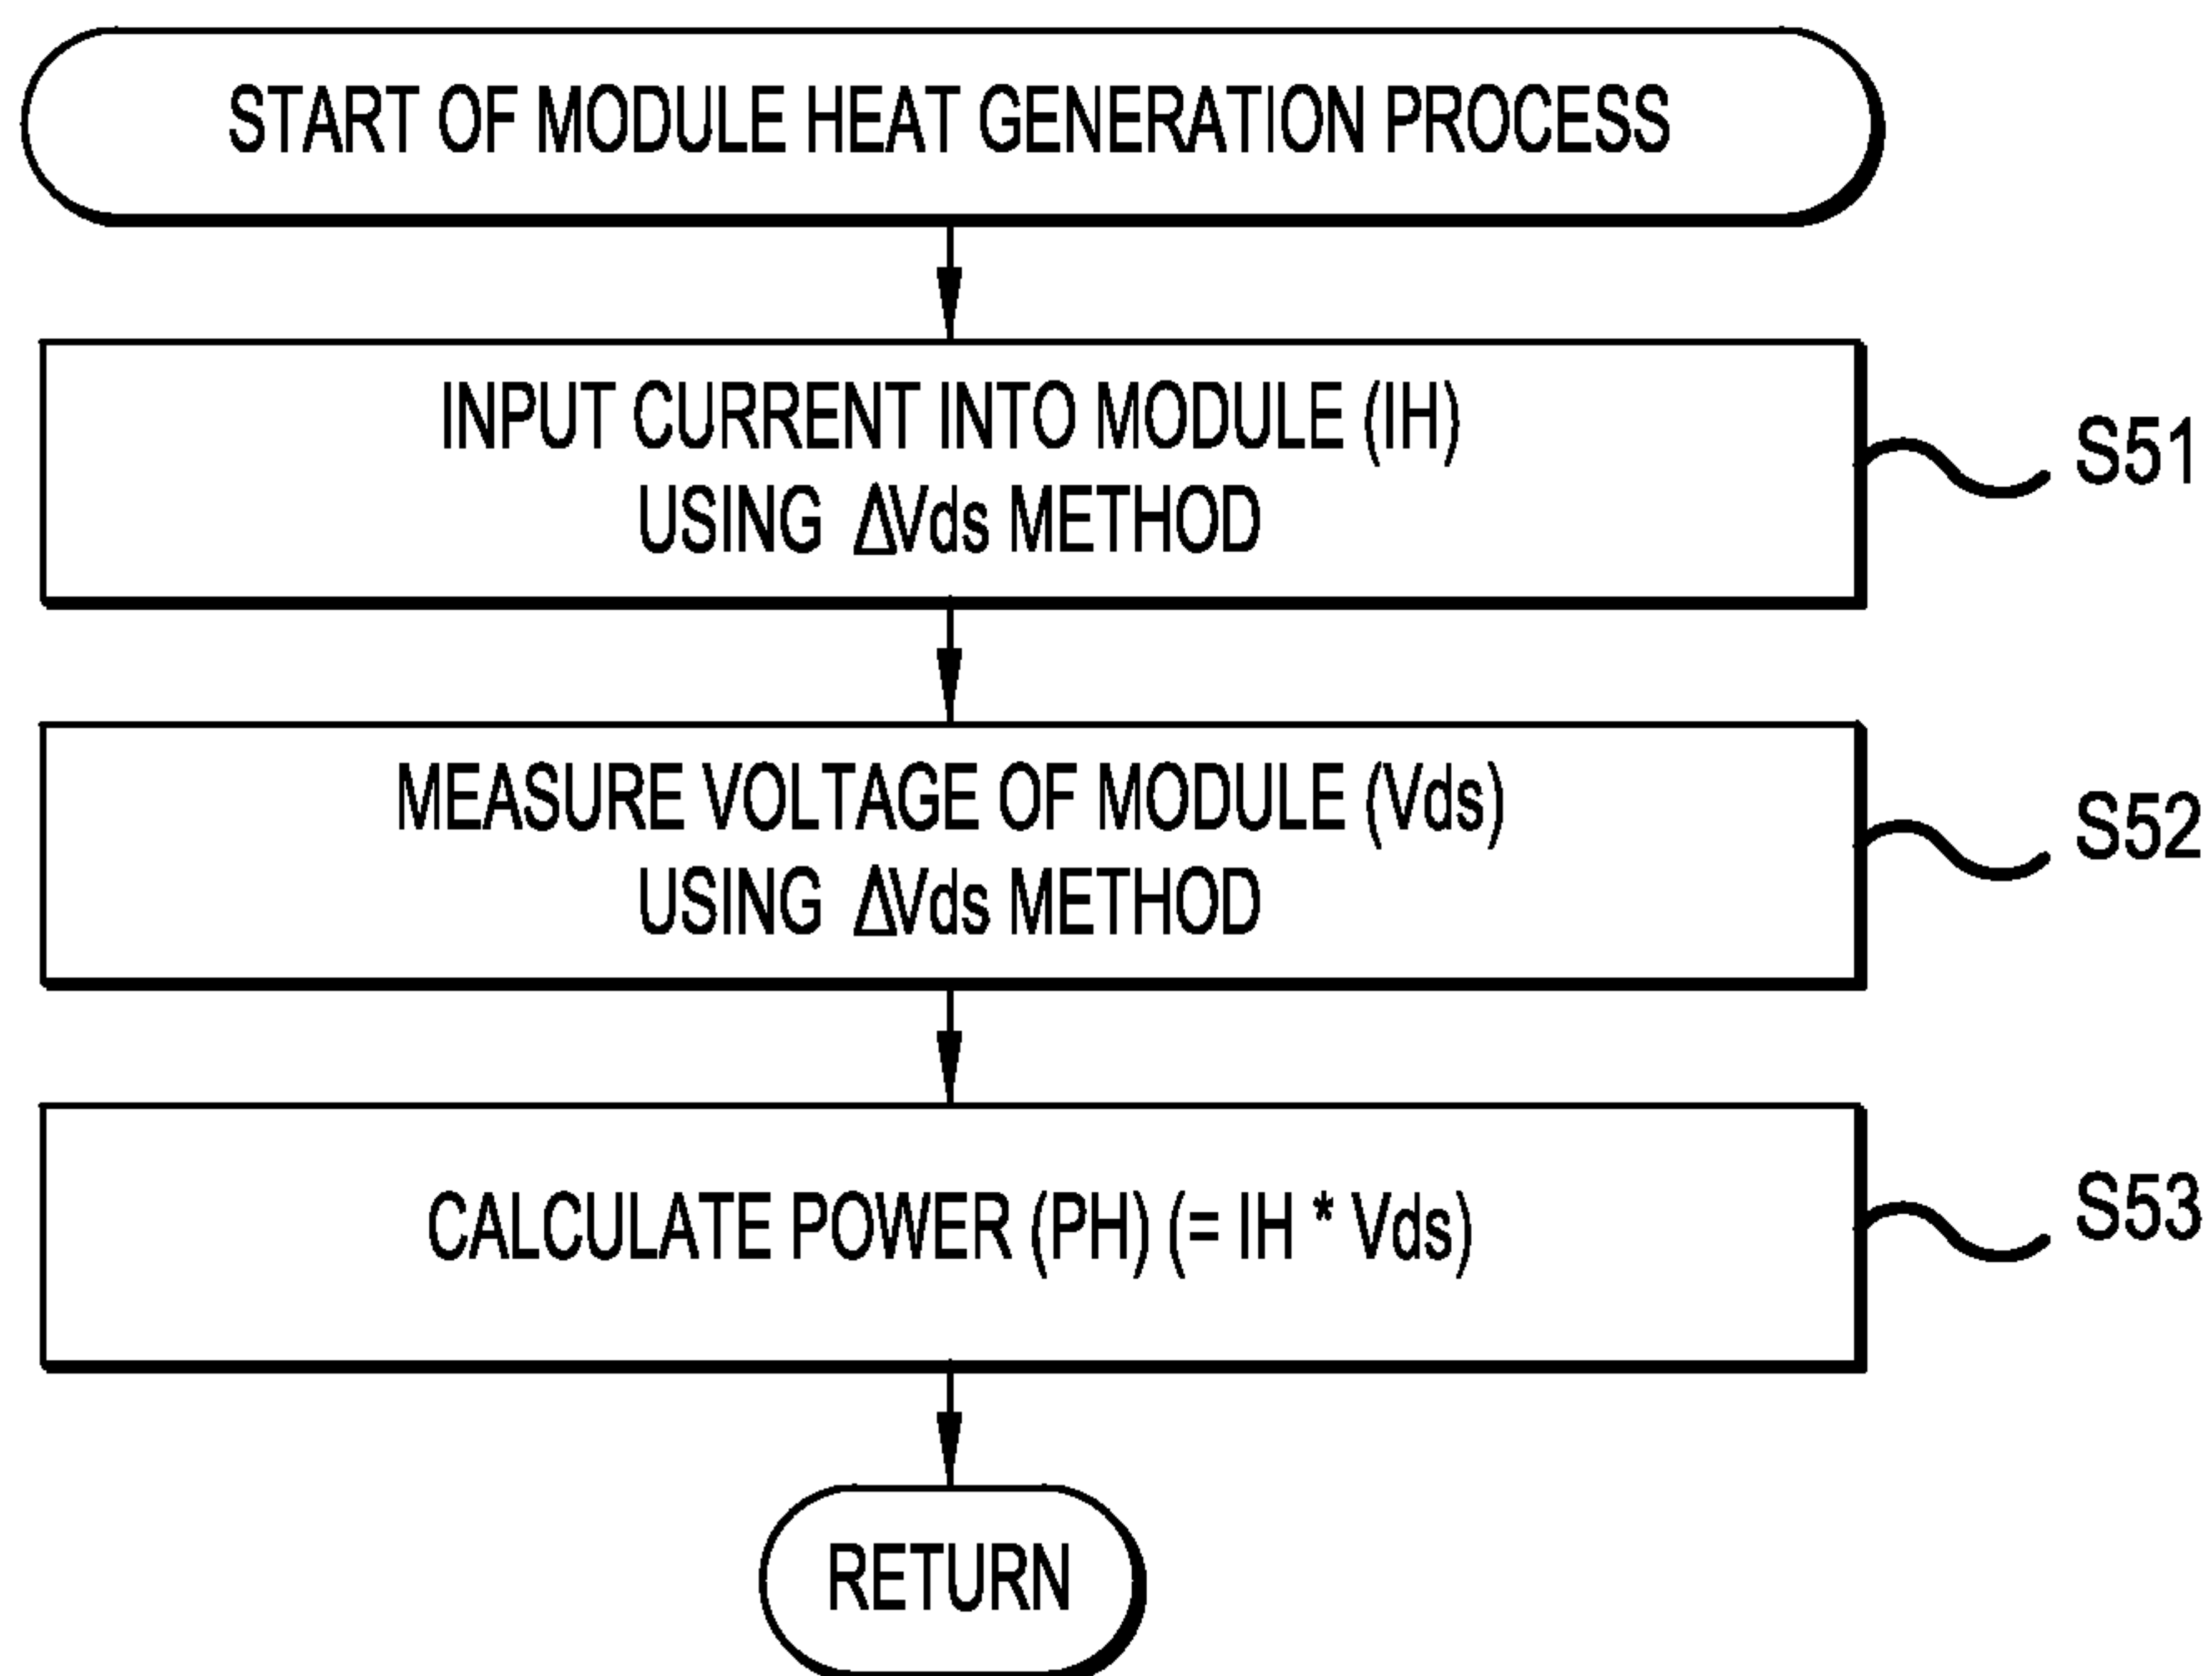 START OF MODULE HEAT GENERATION PROCESS
INPUT CURRENT INTO MODULE (IH)
USING ΔVds METHOD
S51
MEASURE VOLTAGE OF MODULE (Vds)
USING ΔVds METHOD
S52
CALCULATE POWER (PH) (= IH * Vds)
S53
RETURN